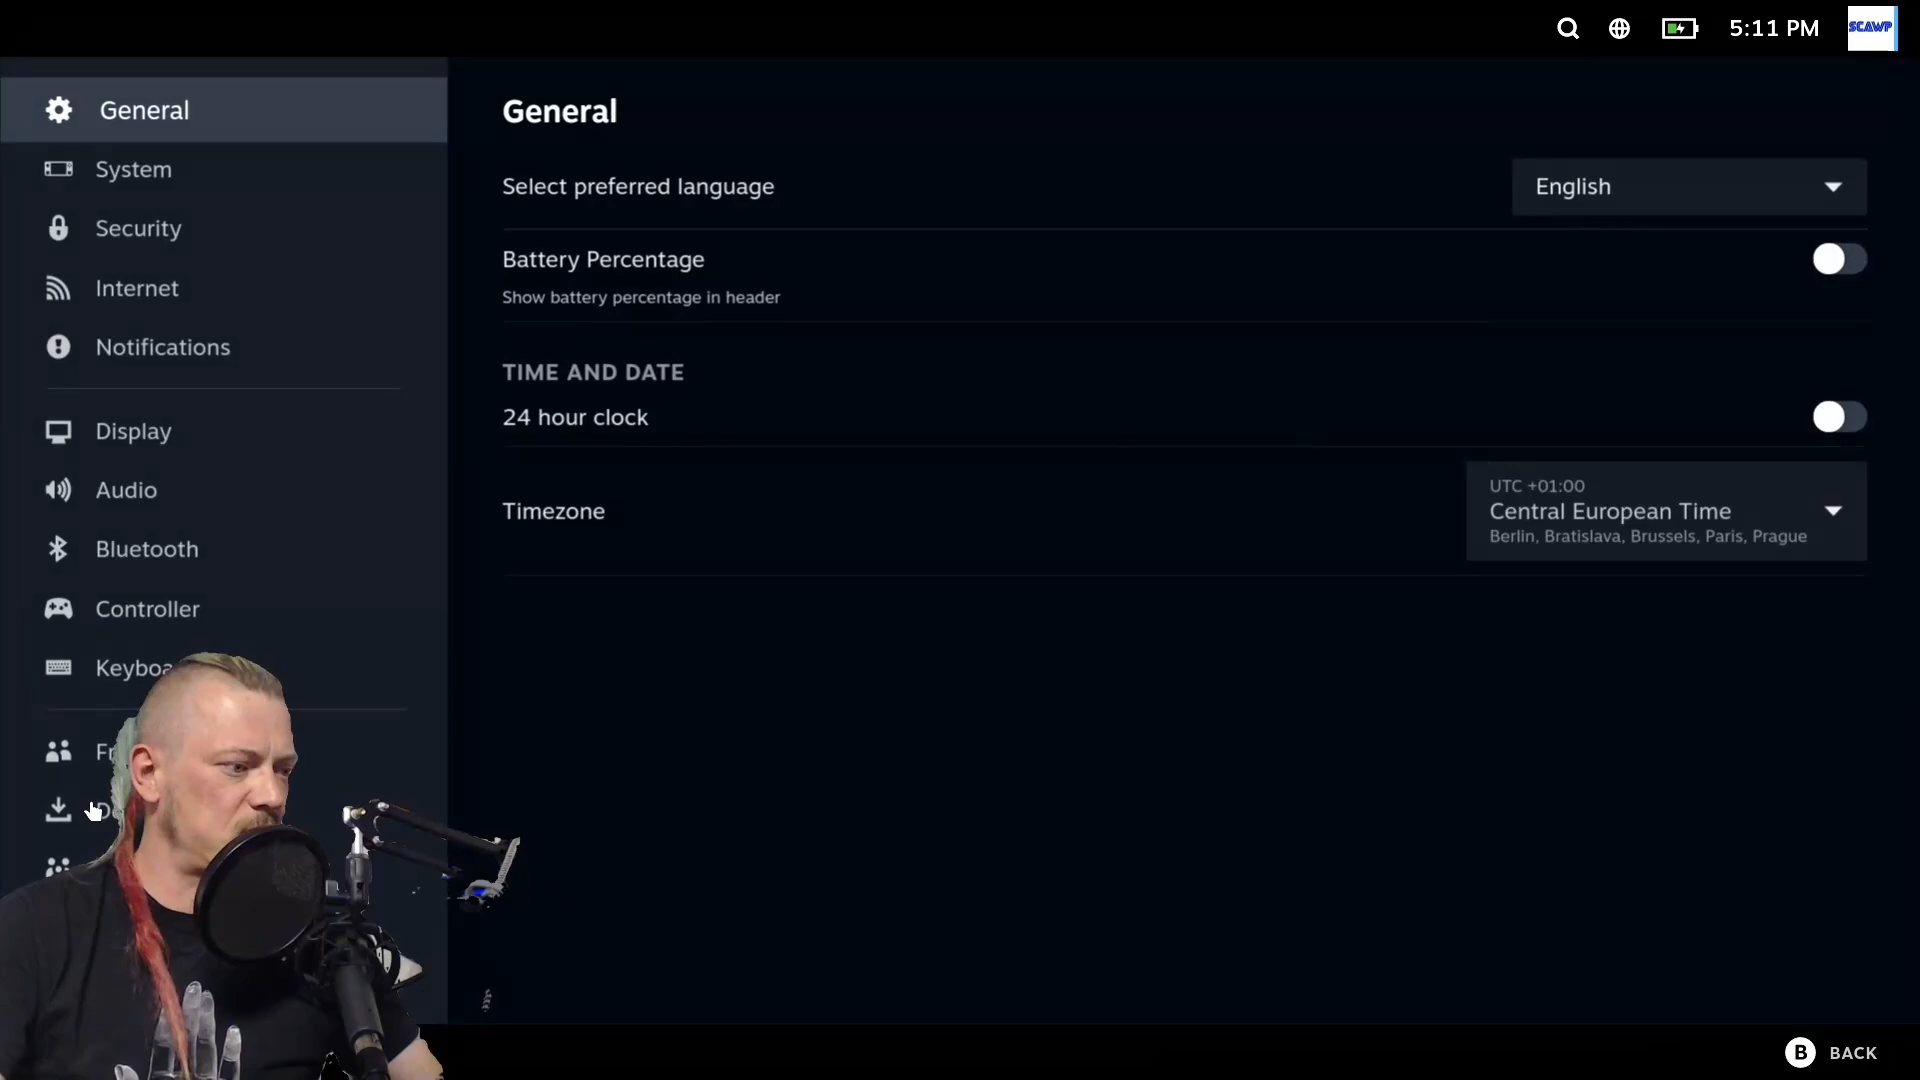 5:11 PM
SCAWP
General
System
Security
Internet
Notifications
Display
Audio
Bluetooth
Controller
General
Select preferred language
English
Battery Percentage
Show battery percentage in header
TIME AND DATE
24 hour clock
Timezone
UTC +01:00
Central European Time
Berlin, Bratislava, Brussels, Paris, Prague
B BACK